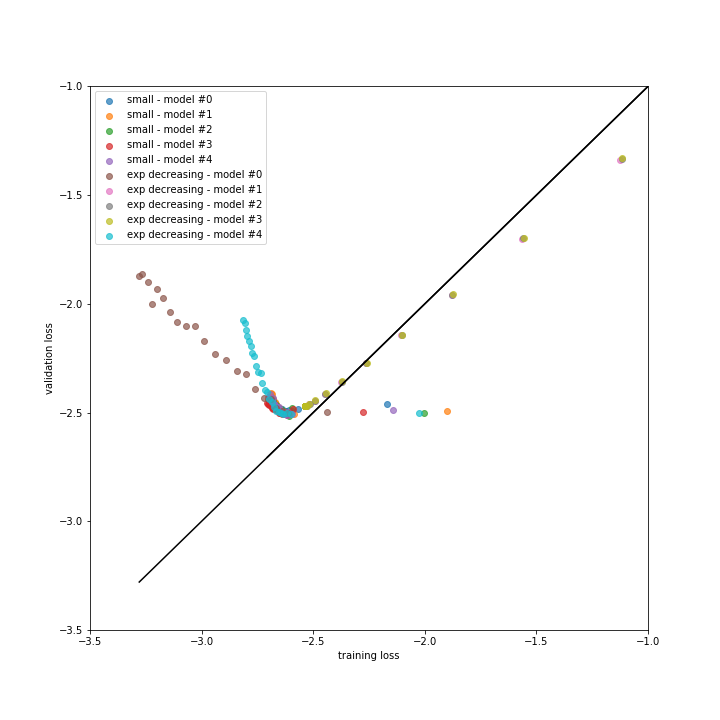 −1.0
−1.5
−2.0
−2.5
−3.0
−3.5
validation loss
small - model #0
small - model #1
small - model #2
small - model #3
small - model #4
exp decreasing - model #0
exp decreasing - model #1
exp decreasing - model #2
exp decreasing - model #3
exp decreasing - model #4
−3.5 −3.0 −2.5 −2.0 −1.5 −1.0
training loss